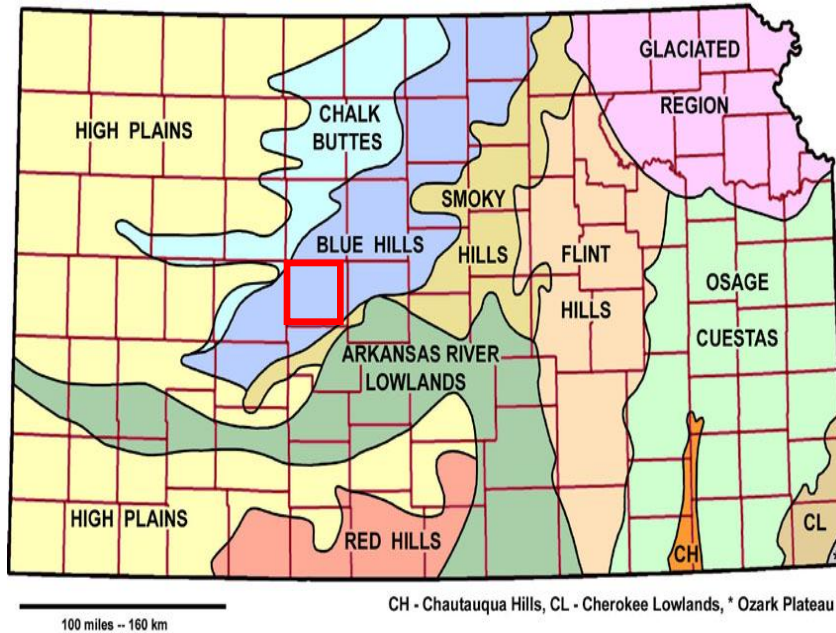 GLACIATED
REGION
HIGH PLAINS
CHALK
BUTTES
SMOKY
HILLS
BLUE HILLS
FLINT
HILLS
OSAGE
CUESTAS
ARKANSAS RIVER
LOWLANDS
HIGH PLAINS
RED HILLS
CH
CL
*
CH - Chautauqua Hills, CL - Cherokee Lowlands, * Ozark Plateau
100 miles -- 160 km